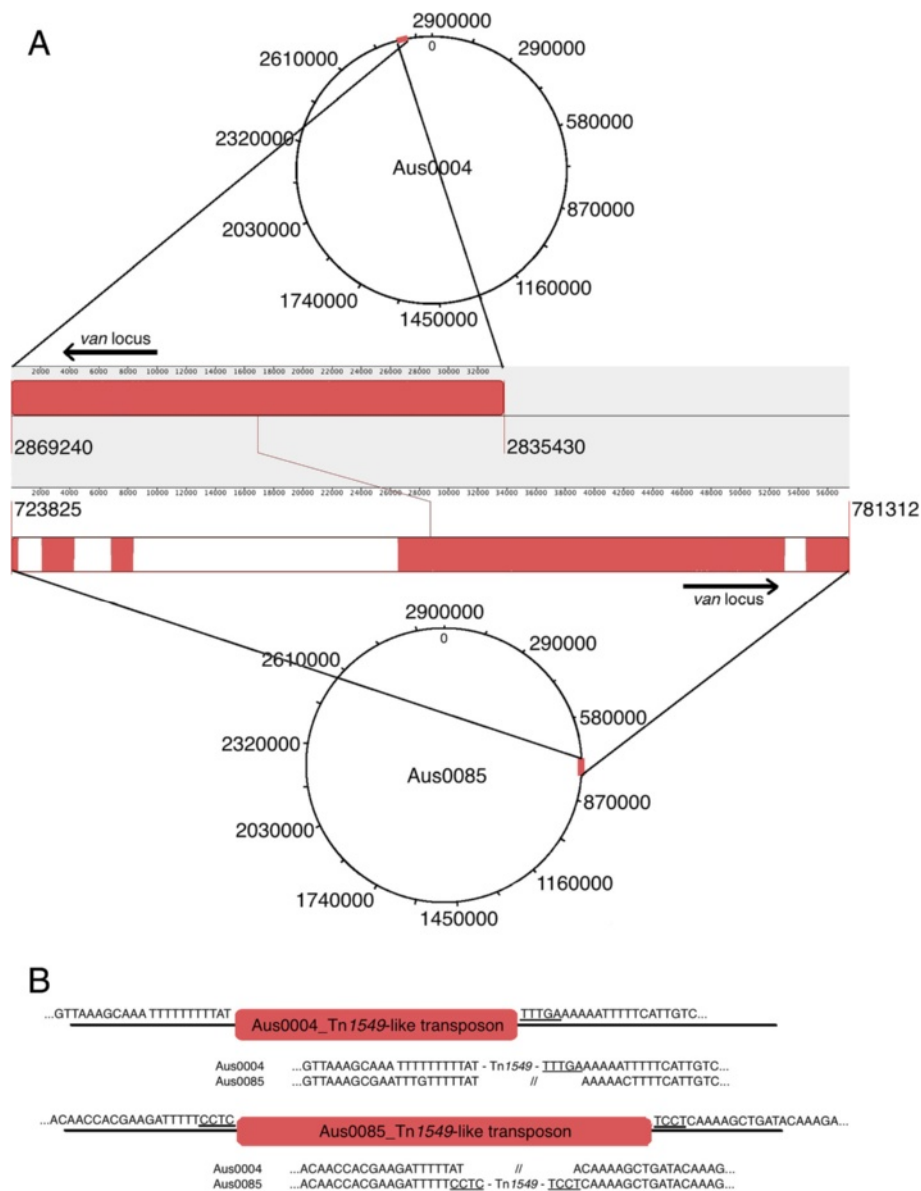 A
2900000
0
290000
2610000
580000
2320000
Aus0004
870000
2030000
1160000
1740000
1450000
van locus
2000 4000 6000 8000 10000 12000 14000 16000 18000 20000 22000 24000 26000 28000 30000 32000
2869240 2835430
2000 4000 6000 8000 10000 12000 14000 16000 18000 20000 22000 24000 26000 28000 30000 32000 34000 36000 38000 40000 42000 44000 46000 48000 50000 52000 54000 56000
723825 781312
van locus
2900000
0
290000
2610000
580000
2320000
Aus0085
870000
2030000
1160000
1740000
1450000
B
...GTTAAAGCAAA TTTTTTTTTTAT TTTGAAAAAATTTTTCATTGTC...
Aus0004_Tn1549-like transposon
Aus0004 ...GTTAAAGCAAA TTTTTTTTTTAT - Tn1549 - TTTGAAAAAATTTTTCATTGTC...
Aus0085 ...GTTAAAGCGAATTTGTTTTTAT // AAAAACTTTTCATTGTC...
...ACAACCACGAAGATTTTTCCTC TCCTCAAAAGCTGATACAAAGA...
Aus0085_Tn1549-like transposon
Aus0004 ...ACAACCACGAAGATTTTTAT // ACAAAAGCTGATACAAAG...
Aus0085 ...ACAACCACGAAGATTTTTCCTC - Tn1549 - TCCTCAAAAGCTGATACAAAG...